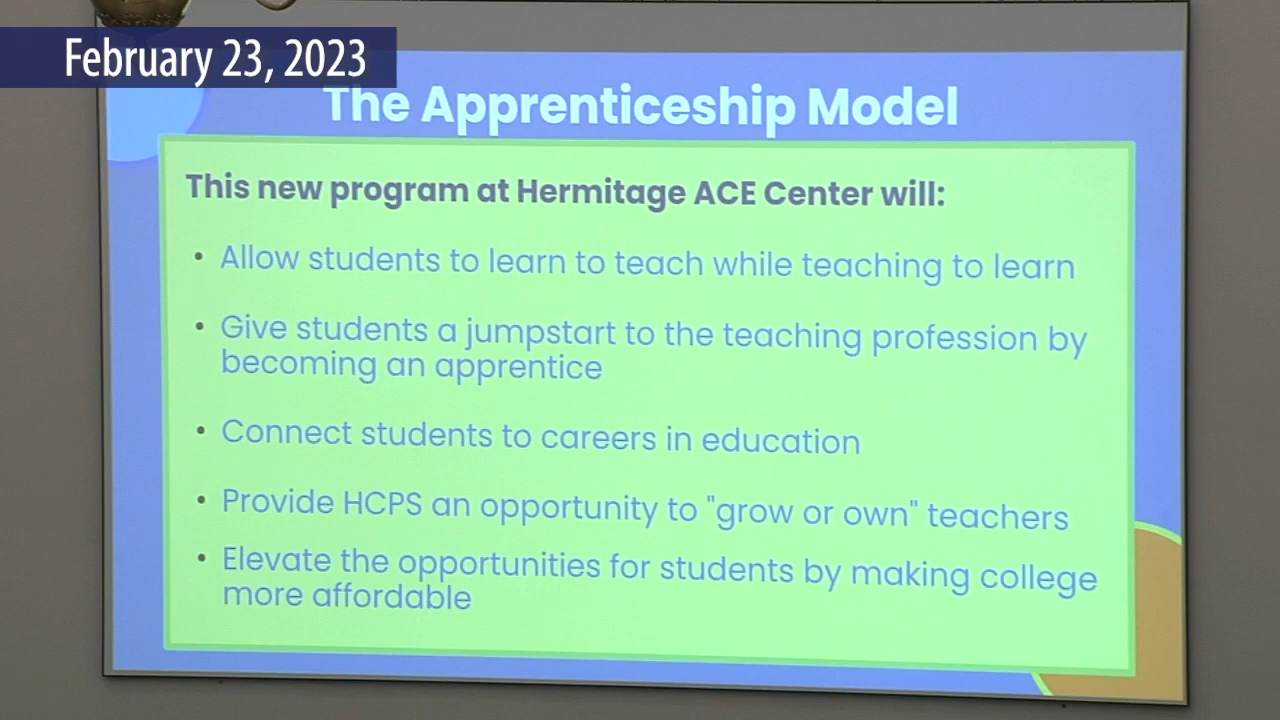 February 23, 2023
The Apprenticeship Model
This new program at Hermitage ACE Center will:
• Allow students to learn to teach while teaching to learn
• Give students a jumpstart to the teaching profession by
becoming an apprentice
• Connect students to careers in education
• Provide HCPS an opportunity to "grow or own" teachers
• Elevate the opportunities for students by making college
more affordable